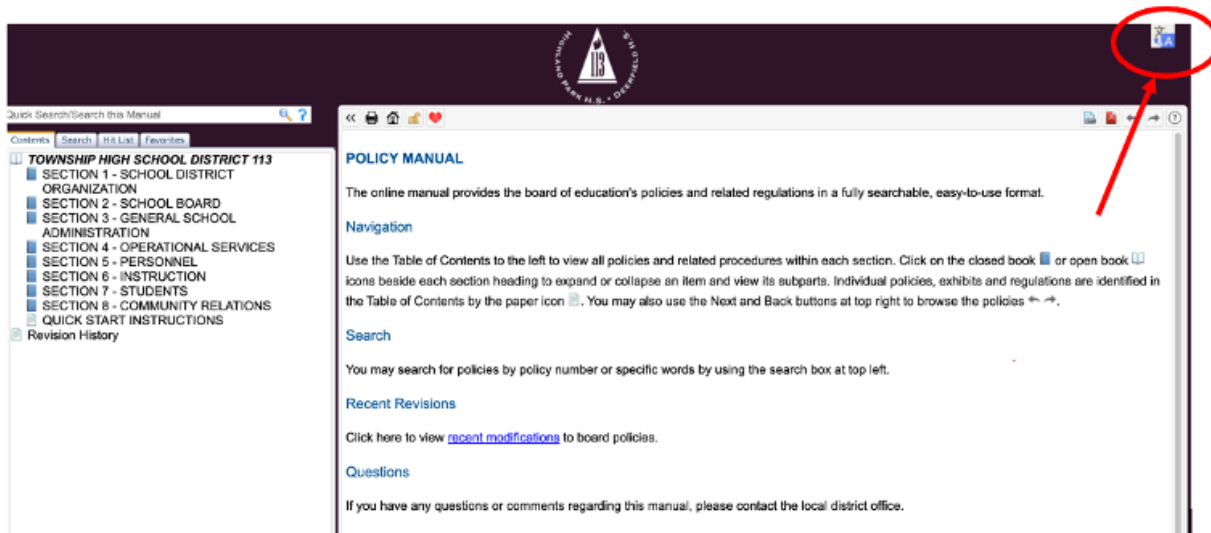 HIGHLAND PARK H.S. • DEERFIELD H.S.
113
文A
Quick Search/Search this Manual
?
Contents Search Hit List Favorites
TOWNSHIP HIGH SCHOOL DISTRICT 113
SECTION 1 - SCHOOL DISTRICT
ORGANIZATION
SECTION 2 - SCHOOL BOARD
SECTION 3 - GENERAL SCHOOL
ADMINISTRATION
SECTION 4 - OPERATIONAL SERVICES
SECTION 5 - PERSONNEL
SECTION 6 - INSTRUCTION
SECTION 7 - STUDENTS
SECTION 8 - COMMUNITY RELATIONS
QUICK START INSTRUCTIONS
Revision History
POLICY MANUAL
The online manual provides the board of education's policies and related regulations in a fully searchable, easy-to-use format.
Navigation
Use the Table of Contents to the left to view all policies and related procedures within each section. Click on the closed book or open book
icons beside each section heading to expand or collapse an item and view its subparts. Individual policies, exhibits and regulations are identified in
the Table of Contents by the paper icon . You may also use the Next and Back buttons at top right to browse the policies .
Search
You may search for policies by policy number or specific words by using the search box at top left.
Recent Revisions
Click here to view recent modifications to board policies.
Questions
If you have any questions or comments regarding this manual, please contact the local district office.